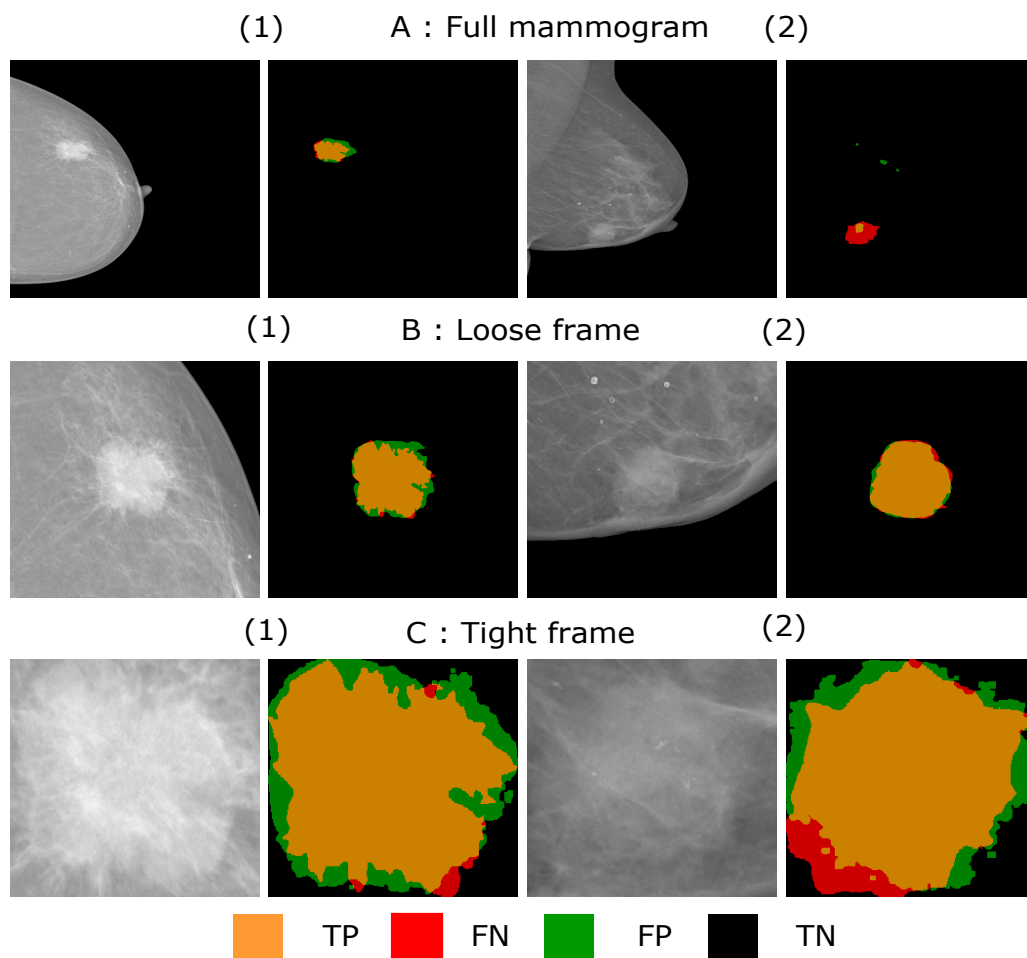 (1) A : Full mammogram (2)
(1) B : Loose frame (2)
(1) C : Tight frame (2)
TP FN FP TN